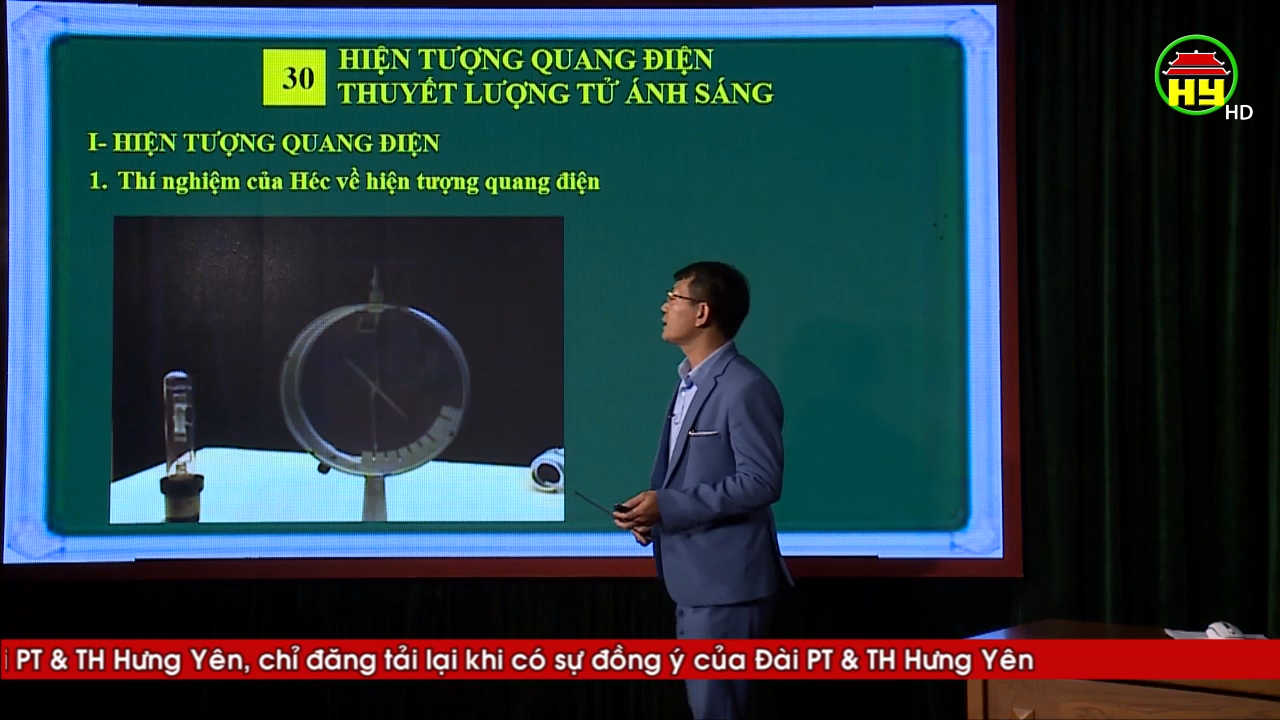 30
HIỆN TƯỢNG QUANG ĐIỆN
THUYẾT LƯỢNG TỬ ÁNH SÁNG
I- HIỆN TƯỢNG QUANG ĐIỆN
1. Thí nghiệm của Héc về hiện tượng quang điện
HY
HD
PT & TH Hưng Yên, chỉ đăng tải lại khi có sự đồng ý của Đài PT & TH Hưng Yên